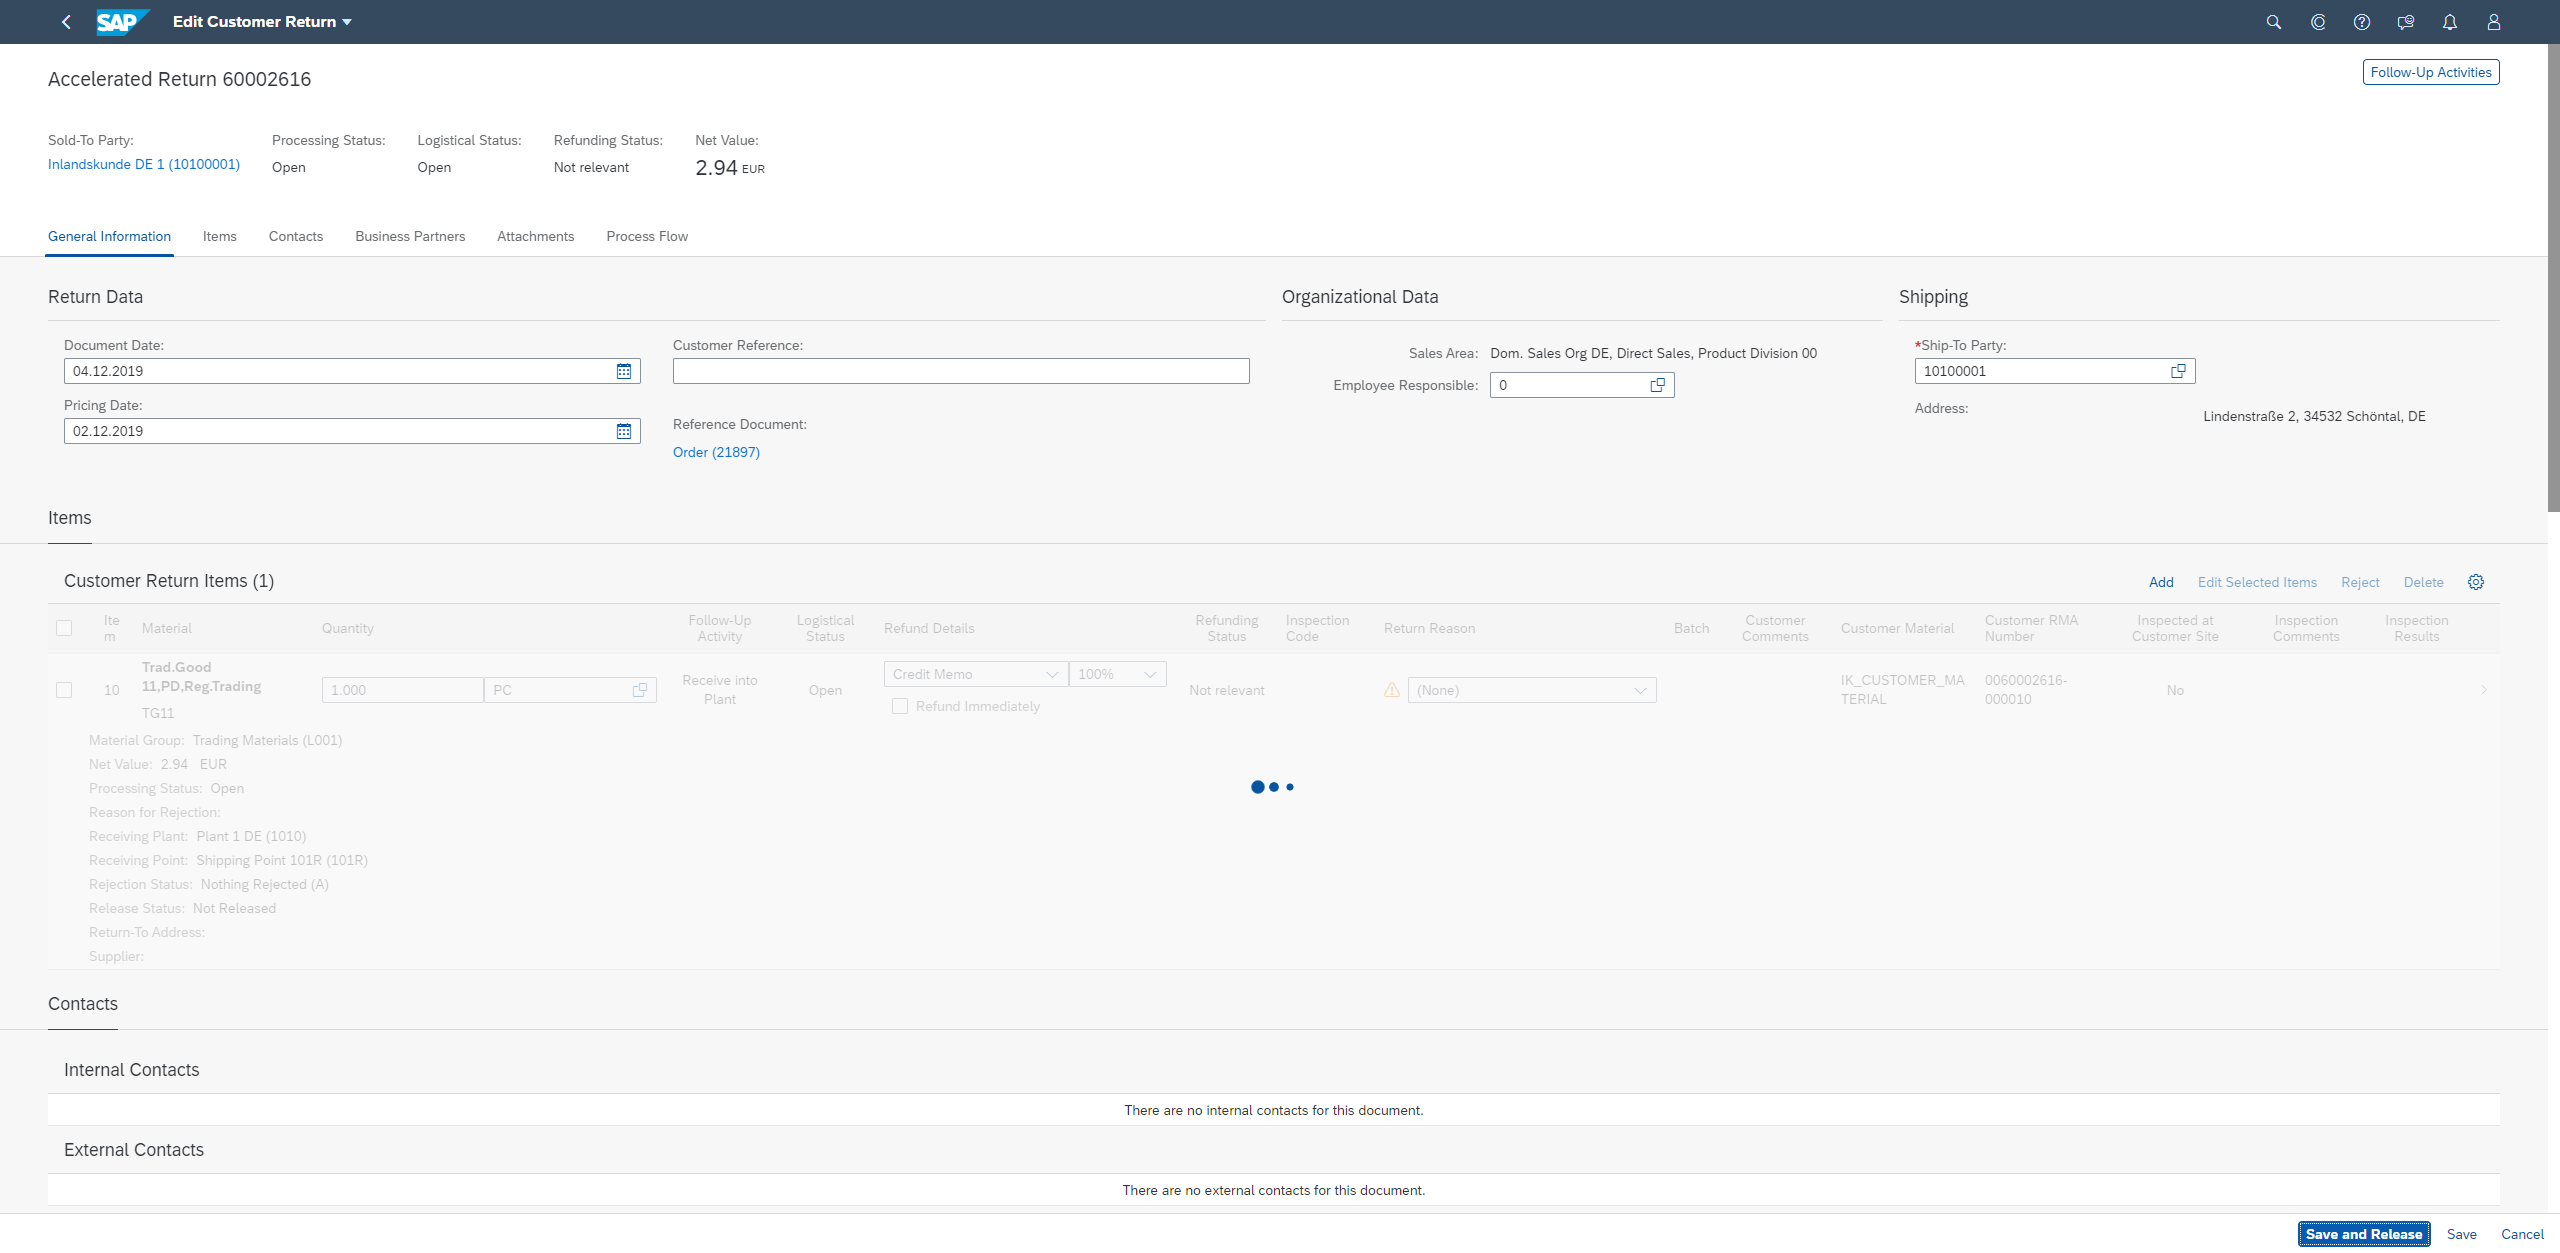 SAP Edit Customer Return
Accelerated Return 60002616
Follow-Up Activities
Sold-To Party: Processing Status: Logistical Status: Refunding Status: Net Value:
Inlandskunde DE 1 (10100001) Open Open Not relevant 2.94 EUR
General Information Items Contacts Business Partners Attachments Process Flow
Return Data
Document Date:
04.12.2019
Pricing Date:
02.12.2019
Customer Reference:
Reference Document:
Order (21897)
Organizational Data
Sales Area: Dom. Sales Org DE, Direct Sales, Product Division 00
Employee Responsible: 0
Shipping
*Ship-To Party:
10100001
Address:
Lindenstraße 2, 34532 Schöntal, DE
Items
Customer Return Items (1)
Add Edit Selected Items Reject Delete
Ite
m
Material
Quantity
Follow-Up
Activity
Logistical
Status
Refund Details
Refunding
Status
Inspection
Code
Return Reason
Batch
Customer
Comments
Customer Material
Customer RMA
Number
Inspected at
Customer Site
Inspection
Comments
Inspection
Results
10
Trad.Good
11,PD,Reg.Trading
TG11
1.000 PC
Receive into
Plant
Open
Credit Memo 100%
Refund Immediately
Not relevant
(None)
IK_CUSTOMER_MA
TERIAL
0060002616-
000010
No
Material Group: Trading Materials (L001)
Net Value: 2.94 EUR
Processing Status: Open
Reason for Rejection:
Receiving Plant: Plant 1 DE (1010)
Receiving Point: Shipping Point 101R (101R)
Rejection Status: Nothing Rejected (A)
Release Status: Not Released
Return-To Address:
Supplier:
Contacts
Internal Contacts
There are no internal contacts for this document.
External Contacts
There are no external contacts for this document.
Save and Release Save Cancel